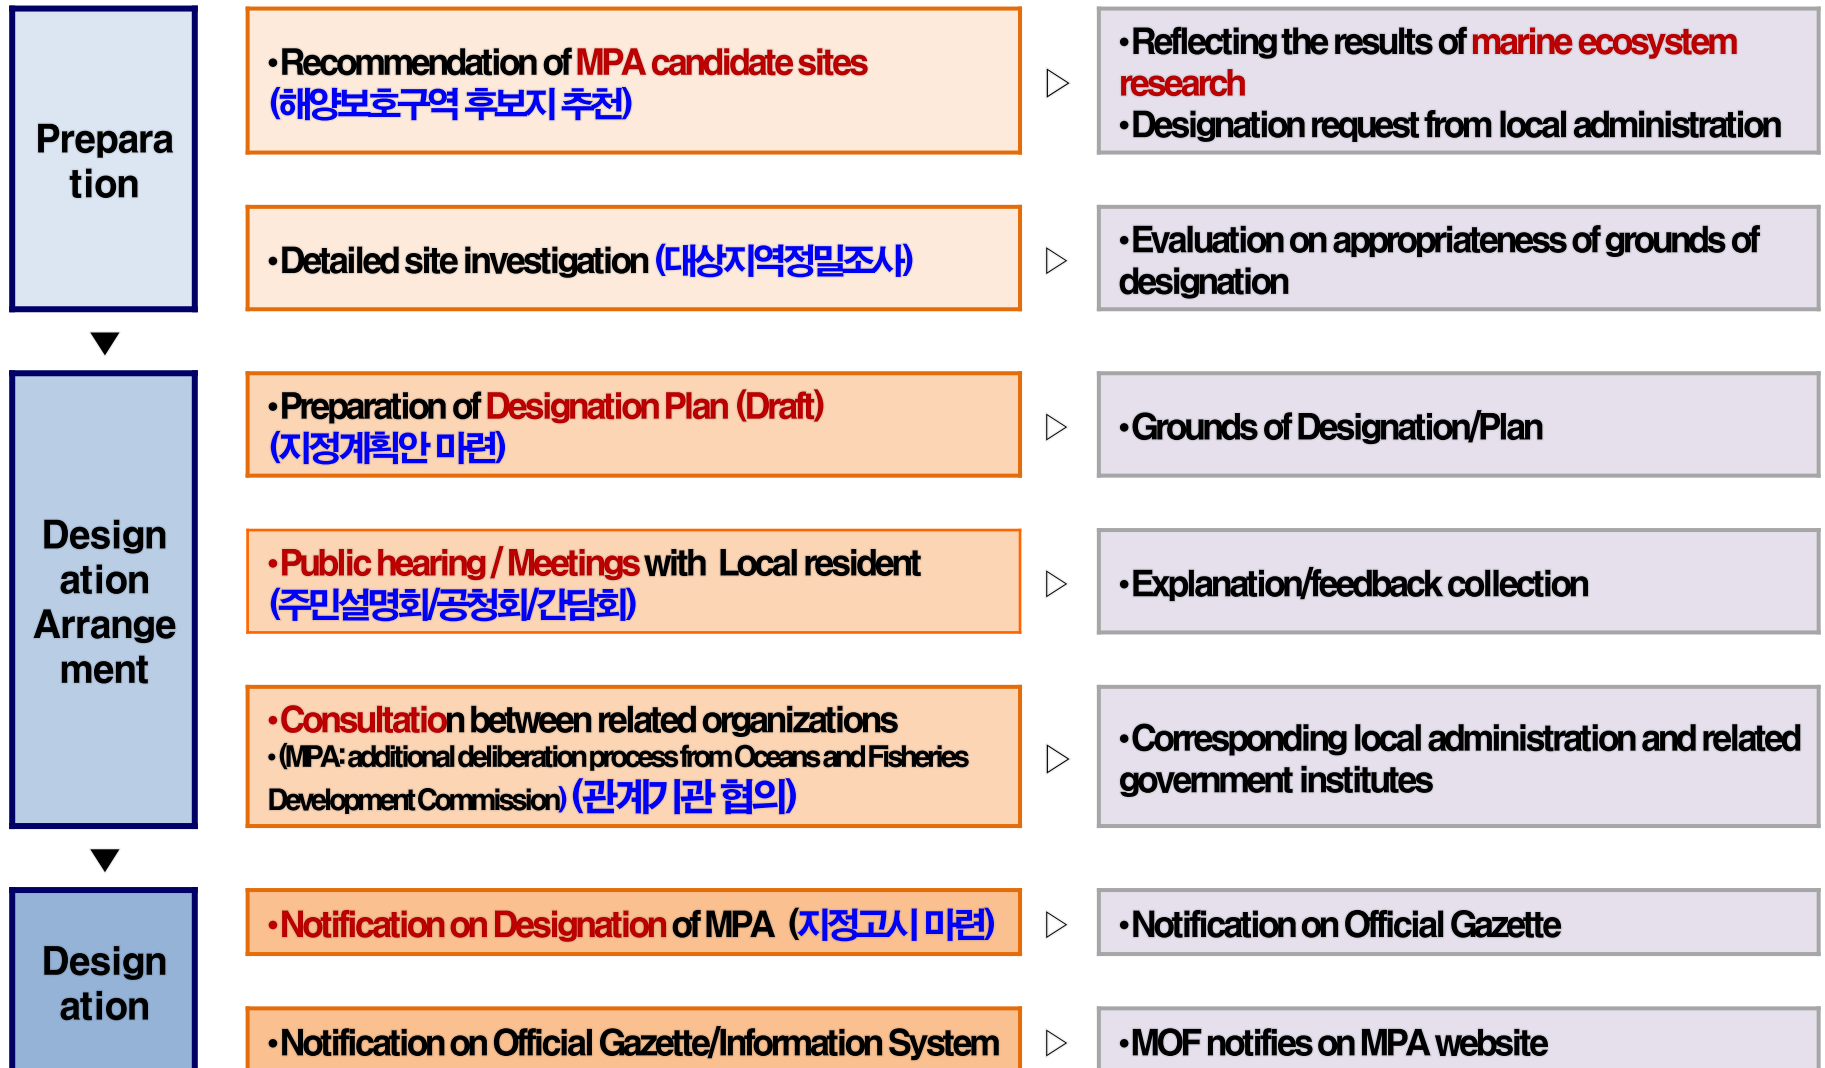 Prepara
tion
•Recommendation of MPA candidate sites
(해양보호구역 후보지 추천)
•Reflecting the results of marine ecosystem
research
•Designation request from local administration
•Detailed site investigation (대상지역정밀조사)
•Evaluation on appropriateness of grounds of
designation
Design
ation
Arrange
ment
•Preparation of Designation Plan (Draft)
(지정계획안 마련)
•Grounds of Designation/Plan
•Public hearing / Meetings with Local resident
(주민설명회/공청회/간담회)
•Explanation/feedback collection
•Consultation between related organizations
•(MPA: additional deliberation process from Oceans and Fisheries
Development Commission) (관계기관 협의)
•Corresponding local administration and related
government institutes
Design
ation
•Notification on Designation of MPA (지정고시 마련)
•Notification on Official Gazette
•Notification on Official Gazette/Information System
•MOF notifies on MPA website